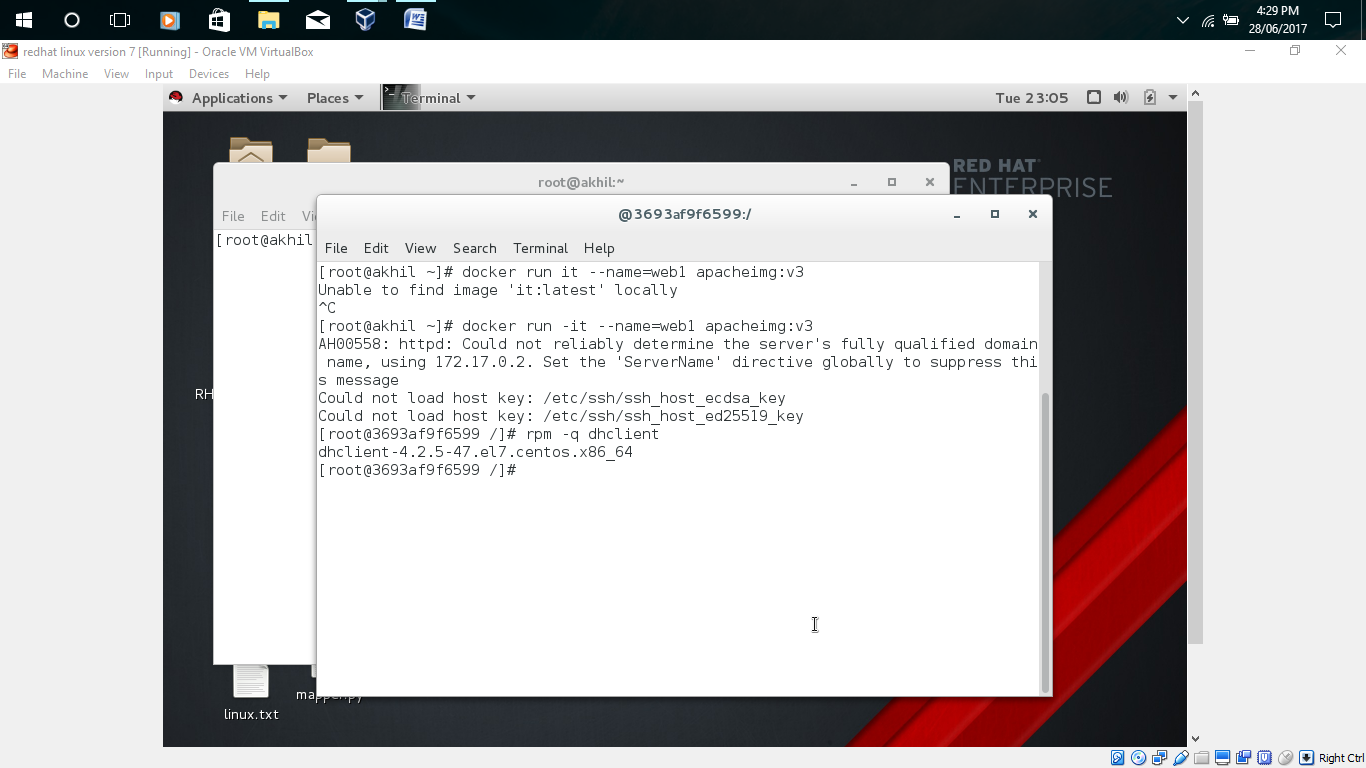 4:29 PM
28/06/2017
redhat linux version 7 [Running] - Oracle VM VirtualBox
File Machine View Input Devices Help
Applications Places Terminal Tue 23:05
RED HAT
ENTERPRISE
root@akhil:~
File Edit
[root@akhil
@3693af9f6599:/
File Edit View Search Terminal Help
[root@akhil ~]# docker run it --name=web1 apacheimg:v3
Unable to find image 'it:latest' locally
^C
[root@akhil ~]# docker run -it --name=web1 apacheimg:v3
AH00558: httpd: Could not reliably determine the server's fully qualified domain
name, using 172.17.0.2. Set the 'ServerName' directive globally to suppress thi
s message
Could not load host key: /etc/ssh/ssh_host_ecdsa_key
Could not load host key: /etc/ssh/ssh_host_ed25519_key
[root@3693af9f6599 /]# rpm -q dhclient
dhclient-4.2.5-47.el7.centos.x86_64
[root@3693af9f6599 /]#
RH
linux.txt
mapper.py
Right Ctrl